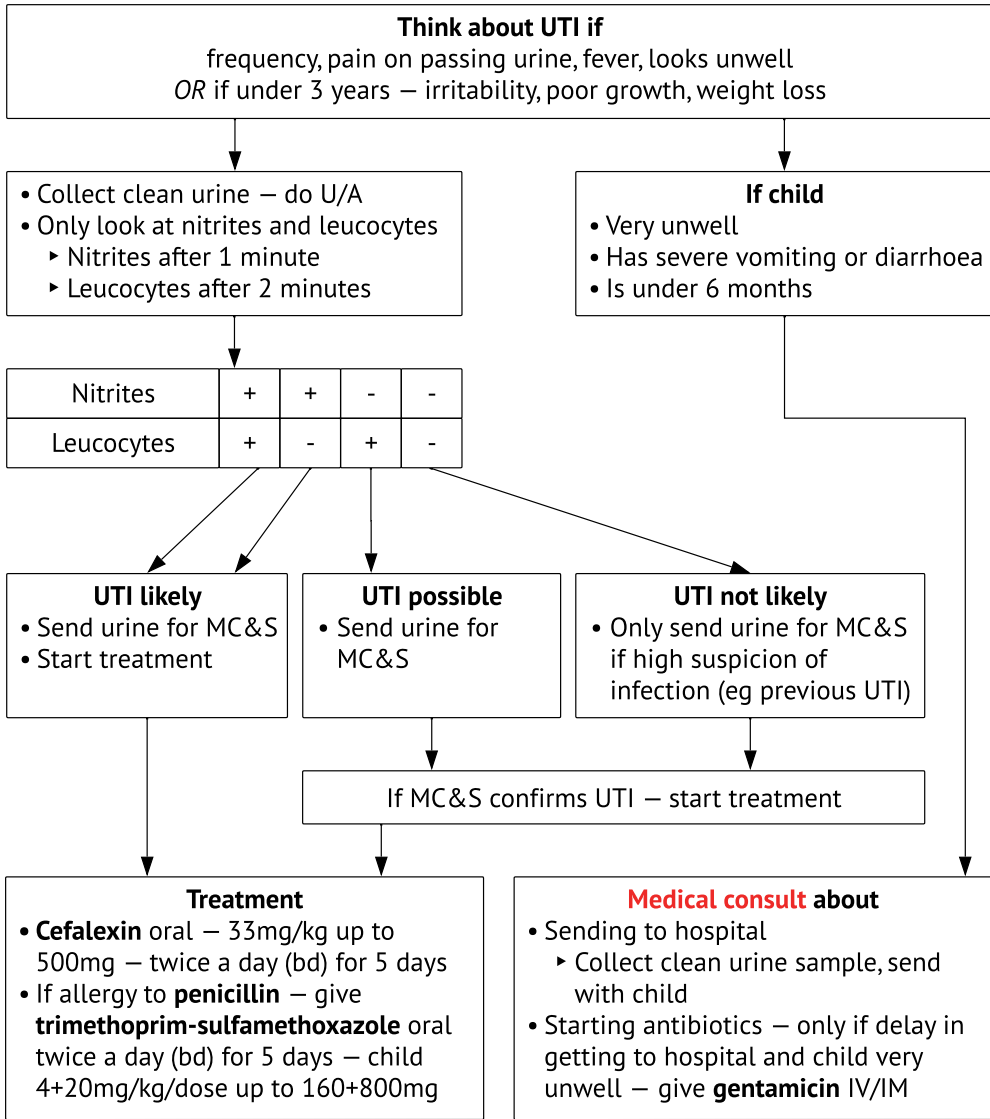 Think about UTI if
frequency, pain on passing urine, fever, looks unwell
OR if under 3 years — irritability, poor growth, weight loss
• Collect clean urine — do U/A
• Only look at nitrites and leucocytes
‣ Nitrites after 1 minute
‣ Leucocytes after 2 minutes
If child
• Very unwell
• Has severe vomiting or diarrhoea
• Is under 6 months
Nitrites + + - -
Leucocytes + - + -
UTI likely
• Send urine for MC&S
• Start treatment
UTI possible
• Send urine for
MC&S
UTI not likely
• Only send urine for MC&S
if high suspicion of
infection (eg previous UTI)
If MC&S confirms UTI — start treatment
Treatment
• Cefalexin oral — 33mg/kg up to
500mg — twice a day (bd) for 5 days
• If allergy to penicillin — give
trimethoprim-sulfamethoxazole oral
twice a day (bd) for 5 days — child
4+20mg/kg/dose up to 160+800mg
Medical consult about
• Sending to hospital
‣ Collect clean urine sample, send
with child
• Starting antibiotics — only if delay in
getting to hospital and child very
unwell — give gentamicin IV/IM